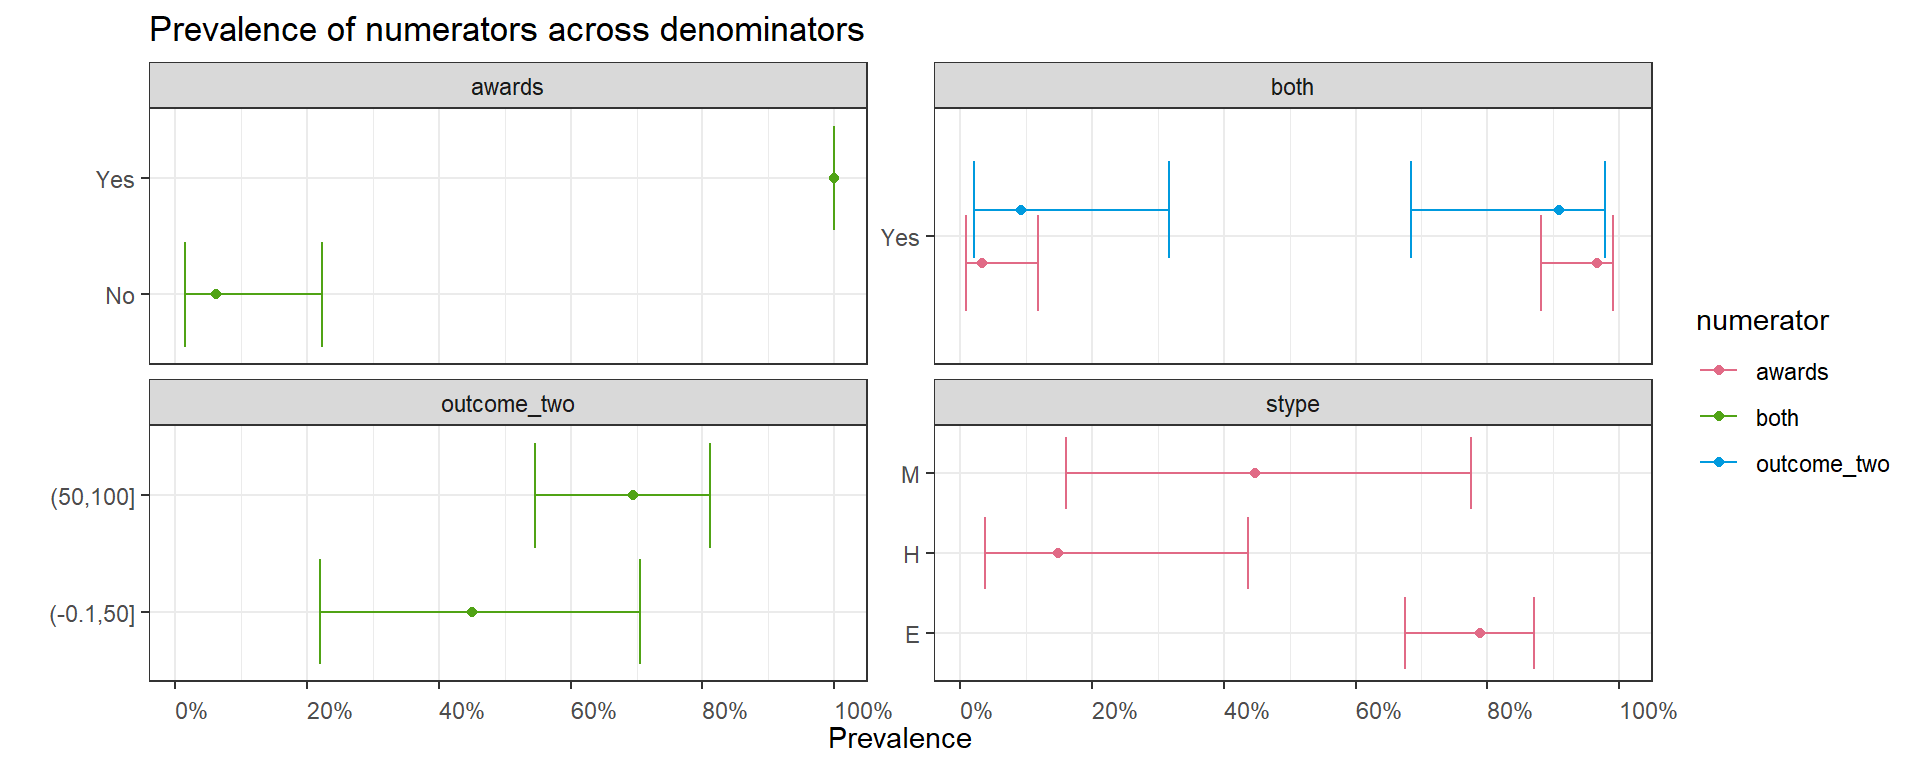 Prevalence of numerators across denominators
awards
Yes
No
both
Yes
outcome_two
(50,100]
(-0.1,50]
0% 20% 40% 60% 80% 100%
stype
M
H
E
0% 20% 40% 60% 80% 100%
Prevalence
numerator
awards
both
outcome_two